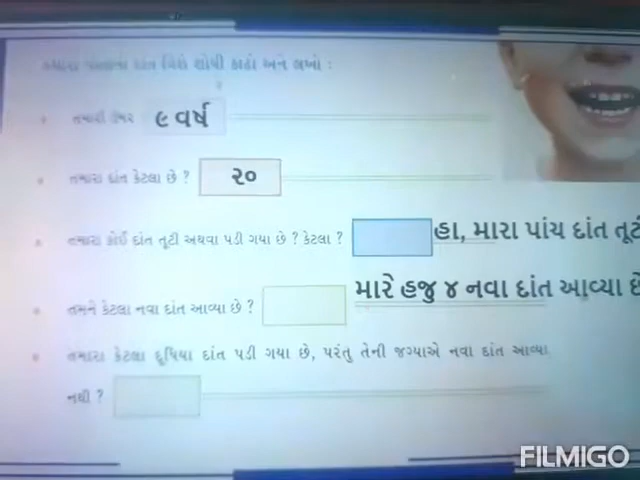 તમારા પોતાના દાંત વિશે શોધી કાઢો અને લખો :
તમારી ઉંમર ૯ વર્ષ
તમારા દાંત કેટલા છે ? ૨૦
તમારા કોઈ દાંત તૂટી અથવા પડી ગયા છે ? કેટલા ? હા, મારા પાંચ દાંત તૂટી
તમને કેટલા નવા દાંત આવ્યા છે ? મારે હજુ ૪ નવા દાંત આવ્યા છે
તમારા કેટલા દૂધિયા દાંત પડી ગયા છે, પરંતુ તેની જગ્યાએ નવા દાંત આવ્યા
નથી ?
FILMIGO